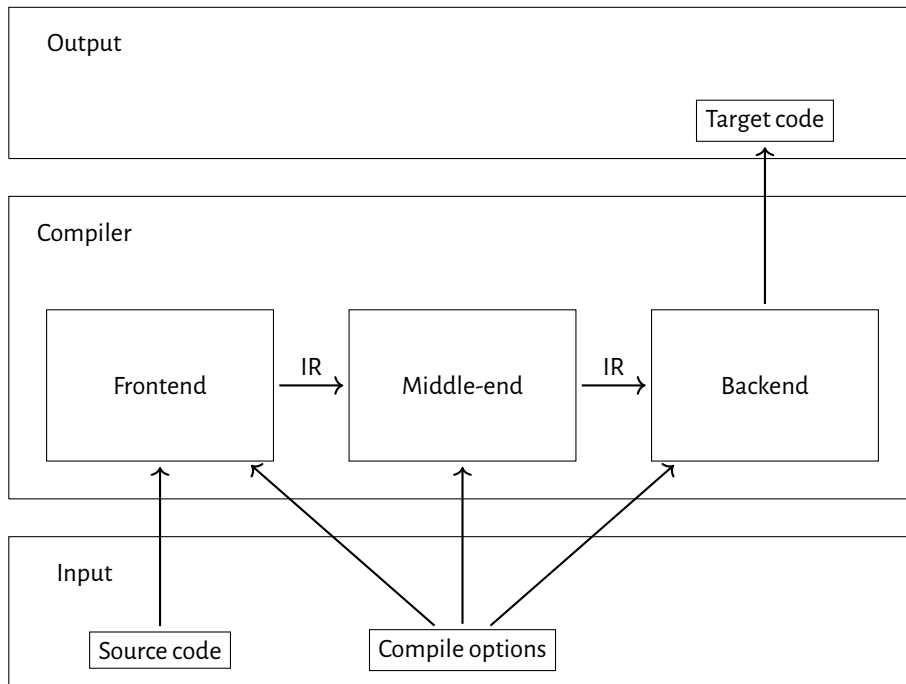 Output
Target code
Compiler
IR
IR
Frontend
Middle-end
Backend
Input
Source code
Compile options